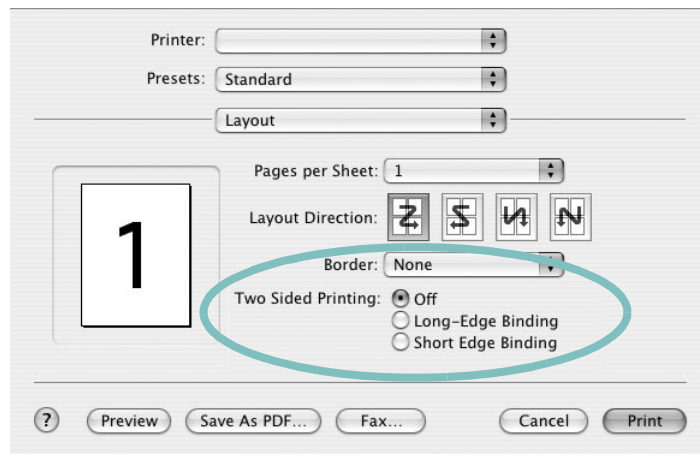 Printer:
Presets: Standard
Layout
Pages per Sheet: 1
Layout Direction:
1
Border: None
Two Sided Printing: Off
Long-Edge Binding
Short Edge Binding
? Preview Save As PDF... Fax... Cancel Print